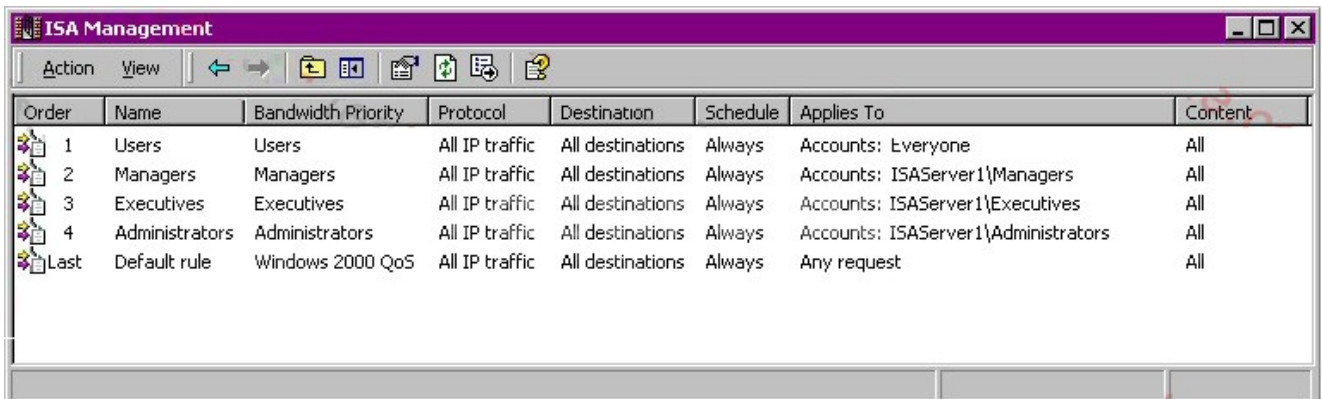 ISA Management
Action View
Order Name Bandwidth Priority Protocol Destination Schedule Applies To Content
1 Users Users All IP traffic All destinations Always Accounts: Everyone All
2 Managers Managers All IP traffic All destinations Always Accounts: ISAServer1\Managers All
3 Executives Executives All IP traffic All destinations Always Accounts: ISAServer1\Executives All
4 Administrators Administrators All IP traffic All destinations Always Accounts: ISAServer1\Administrators All
Last Default rule Windows 2000 QoS All IP traffic All destinations Always Any request All